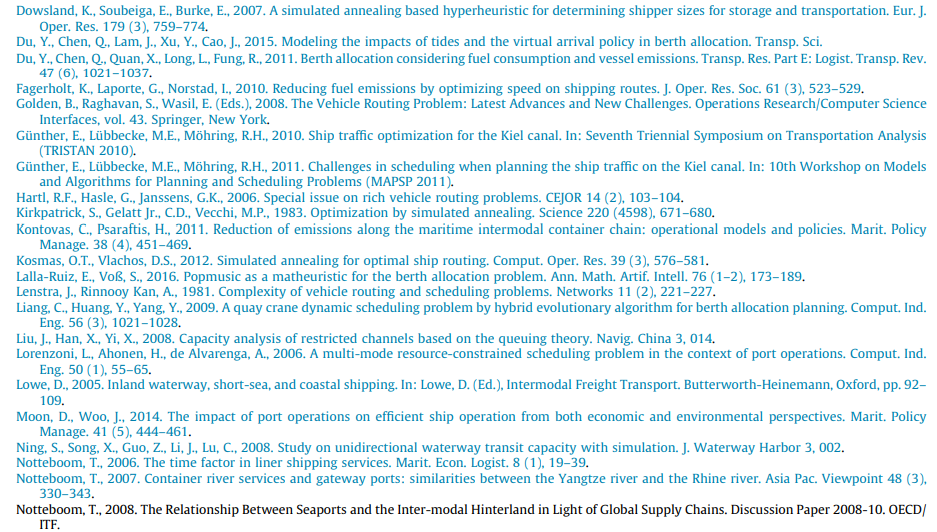 Dowsland, K., Soubeiga, E., Burke, E., 2007. A simulated annealing based hyperheuristic for determining shipper sizes for storage and transportation. Eur. J.
Oper. Res. 179 (3), 759–774.
Du, Y., Chen, Q., Lam, J., Xu, Y., Cao, J., 2015. Modeling the impacts of tides and the virtual arrival policy in berth allocation. Transp. Sci.
Du, Y., Chen, Q., Quan, X., Long, L., Fung, R., 2011. Berth allocation considering fuel consumption and vessel emissions. Transp. Res. Part E: Logist. Transp. Rev.
47 (6), 1021–1037.
Fagerholt, K., Laporte, G., Norstad, I., 2010. Reducing fuel emissions by optimizing speed on shipping routes. J. Oper. Res. Soc. 61 (3), 523–529.
Golden, B., Raghavan, S., Wasil, E. (Eds.), 2008. The Vehicle Routing Problem: Latest Advances and New Challenges. Operations Research/Computer Science
Interfaces, vol. 43. Springer, New York.
Günther, E., Lübbecke, M.E., Möhring, R.H., 2010. Ship traffic optimization for the Kiel canal. In: Seventh Triennial Symposium on Transportation Analysis
(TRISTAN 2010).
Günther, E., Lübbecke, M.E., Möhring, R.H., 2011. Challenges in scheduling when planning the ship traffic on the Kiel canal. In: 10th Workshop on Models
and Algorithms for Planning and Scheduling Problems (MAPSP 2011).
Hartl, R.F., Hasle, G., Janssens, G.K., 2006. Special issue on rich vehicle routing problems. CEJOR 14 (2), 103–104.
Kirkpatrick, S., Gelatt Jr., C.D., Vecchi, M.P., 1983. Optimization by simulated annealing. Science 220 (4598), 671–680.
Kontovas, C., Psaraftis, H., 2011. Reduction of emissions along the maritime intermodal container chain: operational models and policies. Marit. Policy
Manage. 38 (4), 451–469.
Kosmas, O.T., Vlachos, D.S., 2012. Simulated annealing for optimal ship routing. Comput. Oper. Res. 39 (3), 576–581.
Lalla-Ruiz, E., Voß, S., 2016. Popmusic as a matheuristic for the berth allocation problem. Ann. Math. Artif. Intell. 76 (1–2), 173–189.
Lenstra, J., Rinnooy Kan, A., 1981. Complexity of vehicle routing and scheduling problems. Networks 11 (2), 221–227.
Liang, C., Huang, Y., Yang, Y., 2009. A quay crane dynamic scheduling problem by hybrid evolutionary algorithm for berth allocation planning. Comput. Ind.
Eng. 56 (3), 1021–1028.
Liu, J., Han, X., Yi, X., 2008. Capacity analysis of restricted channels based on the queuing theory. Navig. China 3, 014.
Lorenzoni, L., Ahonen, H., de Alvarenga, A., 2006. A multi-mode resource-constrained scheduling problem in the context of port operations. Comput. Ind.
Eng. 50 (1), 55–65.
Lowe, D., 2005. Inland waterway, short-sea, and coastal shipping. In: Lowe, D. (Ed.), Intermodal Freight Transport. Butterworth-Heinemann, Oxford, pp. 92–
109.
Moon, D., Woo, J., 2014. The impact of port operations on efficient ship operation from both economic and environmental perspectives. Marit. Policy
Manage. 41 (5), 444–461.
Ning, S., Song, X., Guo, Z., Li, J., Lu, C., 2008. Study on unidirectional waterway transit capacity with simulation. J. Waterway Harbor 3, 002.
Notteboom, T., 2006. The time factor in liner shipping services. Marit. Econ. Logist. 8 (1), 19–39.
Notteboom, T., 2007. Container river services and gateway ports: similarities between the Yangtze river and the Rhine river. Asia Pac. Viewpoint 48 (3),
330–343.
Notteboom, T., 2008. The Relationship Between Seaports and the Inter-modal Hinterland in Light of Global Supply Chains. Discussion Paper 2008-10. OECD/
ITF.